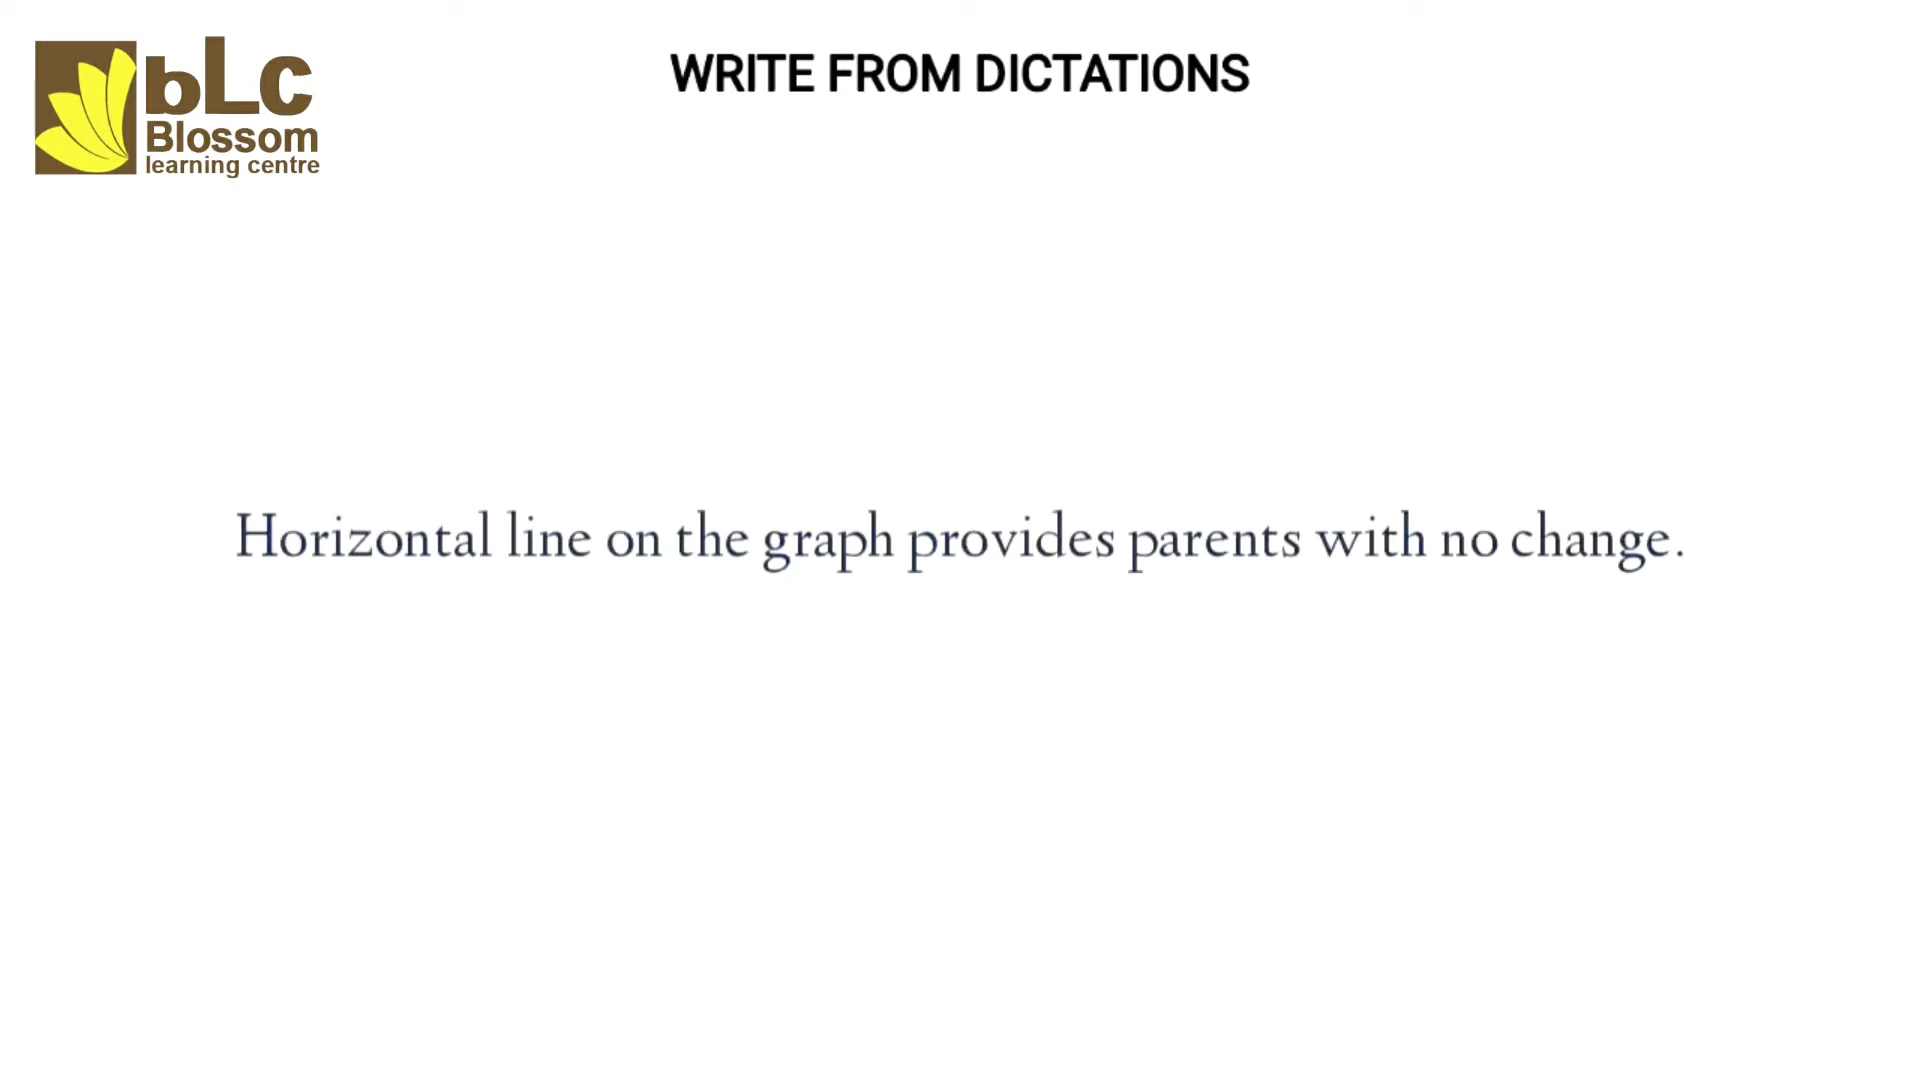 bLc
Blossom
learning centre
WRITE FROM DICTATIONS
Horizontal line on the graph provides parents with no change.